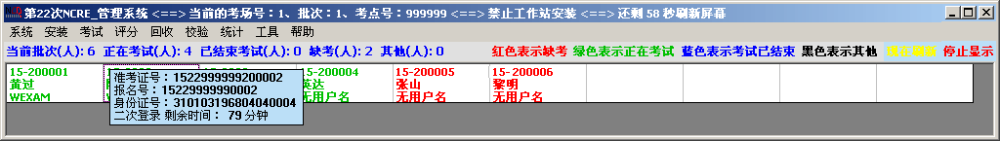 第22次NCRE_管理系统 <==> 当前的考场号：1、批次：1、考点号：999999 <==> 禁止工作站安装 <==> 还剩 58 秒刷新屏幕
系统 安装 考试 评分 回收 校验 统计 工具 帮助
当前批次(人): 6 正在考试(人): 4 已结束考试(人): 0 缺考(人): 2 其他(人): 0 红色表示缺考 绿色表示正在考试 蓝色表示考试已结束 黑色表示其他 停止显示
15-200001 15-200004 15-200005 15-200006
黄过 英达 张山 黎明
WEXAM 无用户名 无用户名 无用户名
准考证号：1522999999200002
报名号：15229999990002
身份证号：310103196804040004
二次登录 剩余时间： 79 分钟